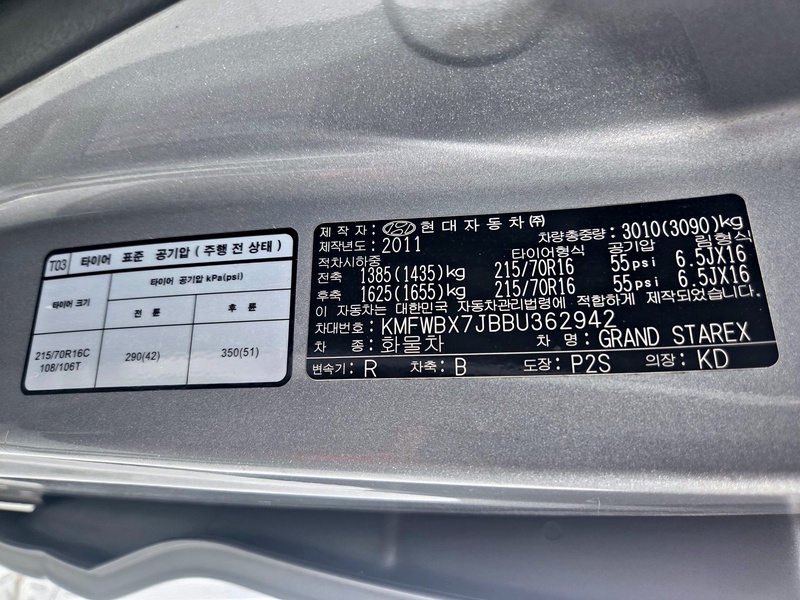 T03 타이어 표준 공기압 ( 주행 전 상태 )
타이어 크기
타이어 공기압 kPa(psi)
전 륜 후 륜
215/70R16C
108/106T
290(42) 350(51)
제 작 자 : 현대자동차㈜
제작년도 : 2011 차량총중량 : 3010(3090)kg
적차시하중 타이어형식 공기압 림형식
전축 1385(1435)kg 215/70R16 55psi 6.5JX16
후축 1625(1655)kg 215/70R16 55psi 6.5JX16
이 자동차는 대한민국 자동차관리법령에 적합하게 제작되었습니다.
차대번호 : KMFWBX7JBBU362942
차 종 : 화물차 차 명 : GRAND STAREX
변속기 : R 차축 : B 도장 : P2S 의장 : KD